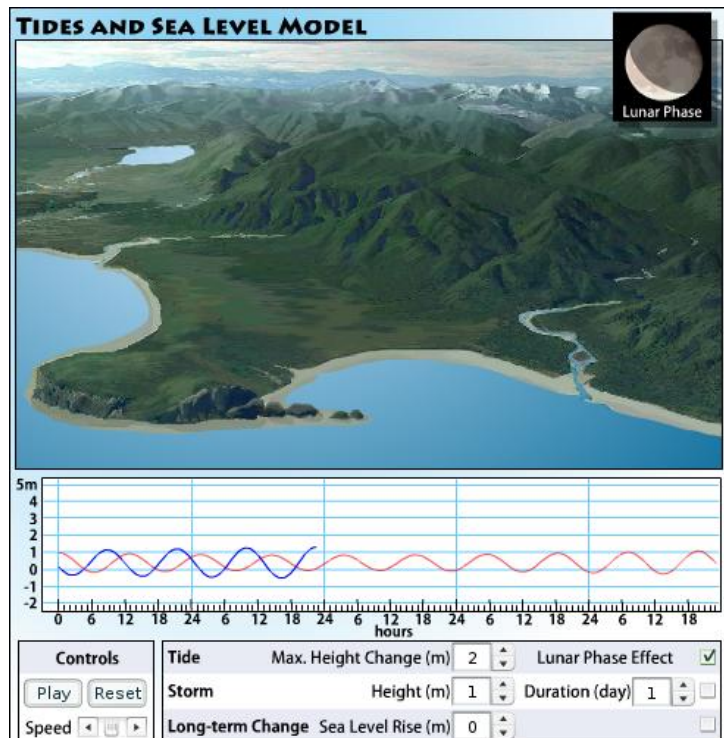 TIDES AND SEA LEVEL MODEL
Lunar Phase
5m
4
3
2
1
0
-1
-2
0 6 12 18 24 6 12 18 24 6 12 18 24 6 12 18 24 6 12 18
hours
Controls
Play Reset
Speed
Tide Max. Height Change (m) 2 Lunar Phase Effect
Storm Height (m) 1 Duration (day) 1
Long-term Change Sea Level Rise (m) 0